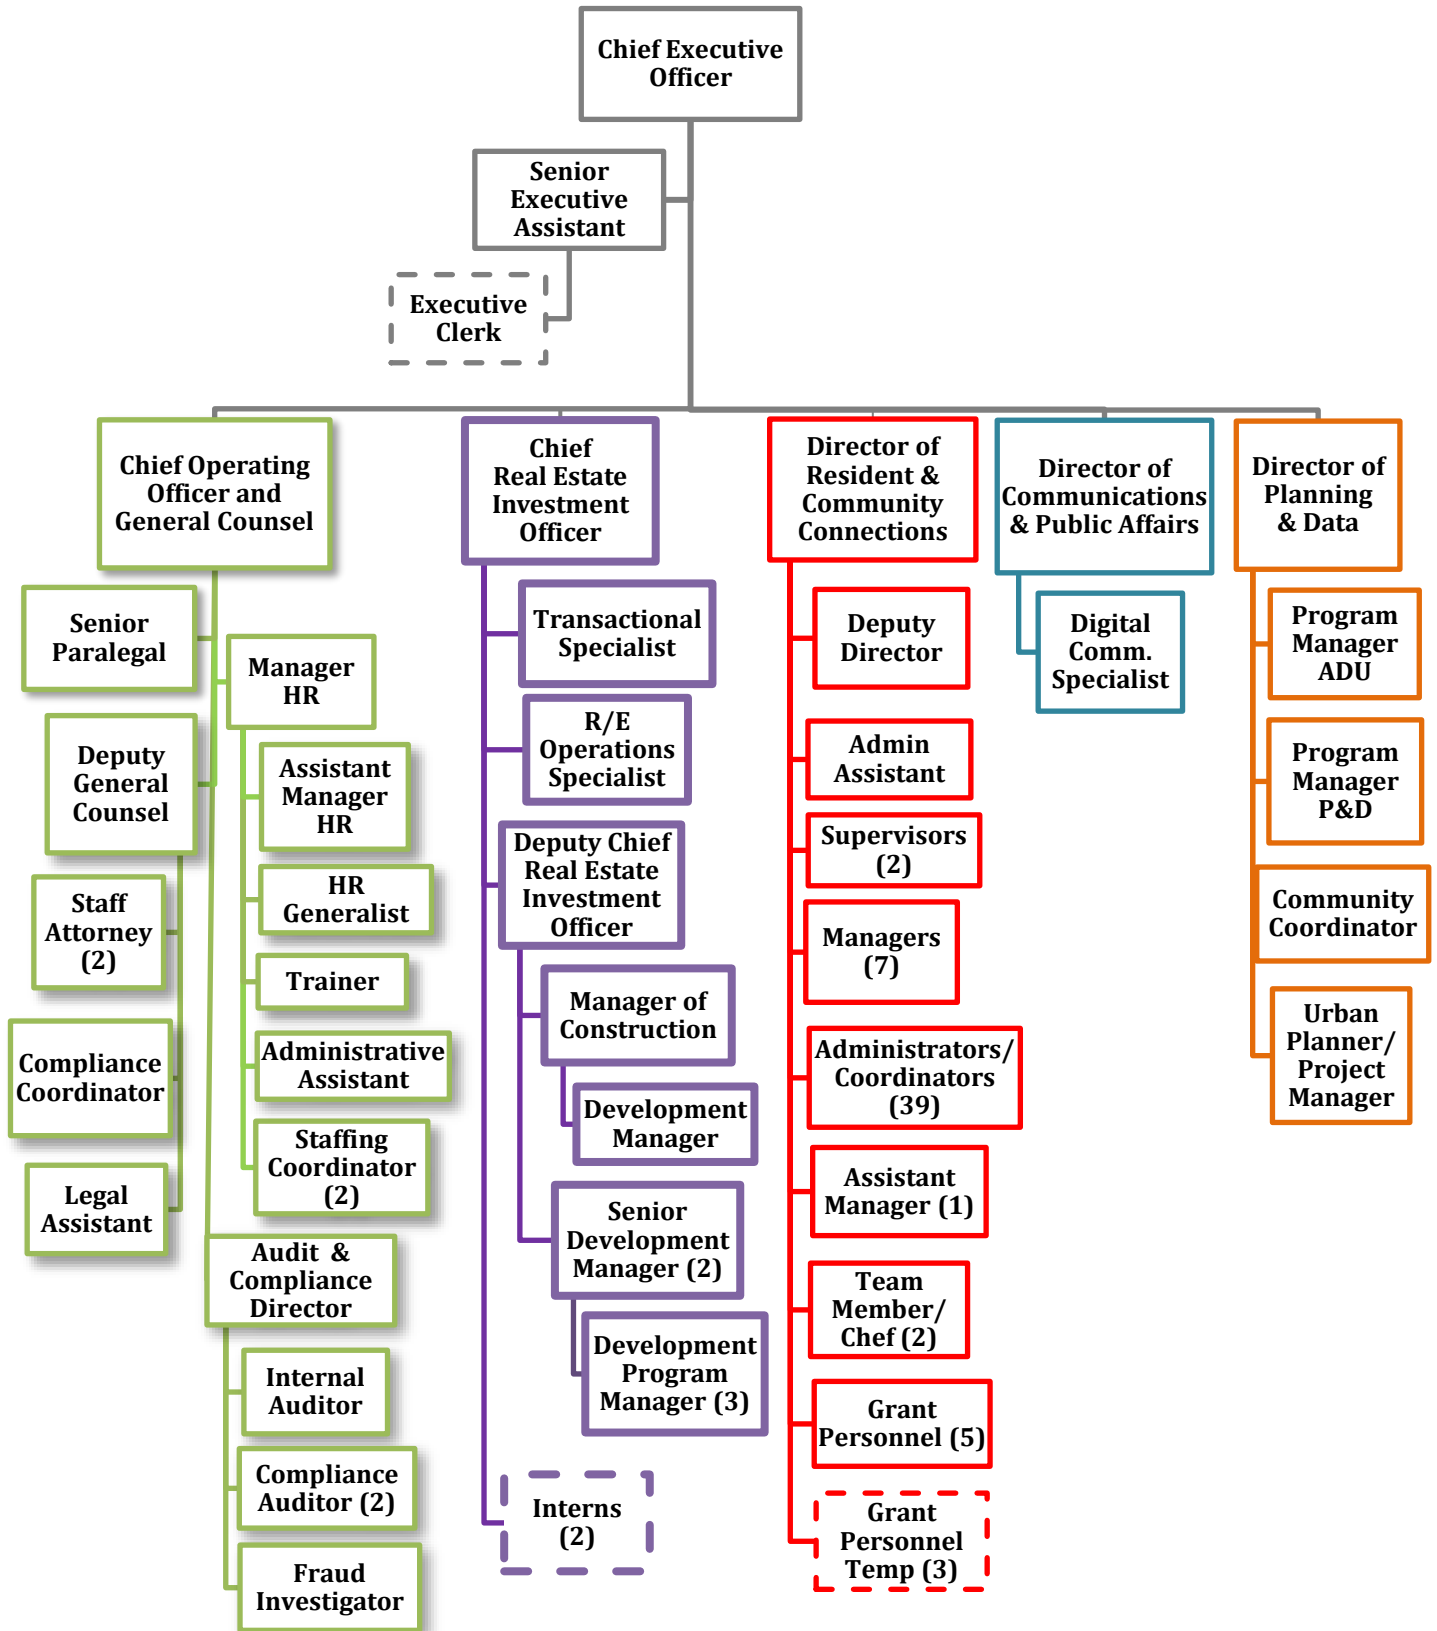 Chief Executive
Officer
Senior
Executive
Assistant
Executive
Clerk
Chief Operating
Officer and
General Counsel
Senior
Paralegal
Manager
HR
Deputy
General
Counsel
Assistant
Manager
HR
Staff
Attorney
(2)
HR
Generalist
Trainer
Compliance
Coordinator
Administrative
Assistant
Staffing
Coordinator
(2)
Legal
Assistant
Audit & 
Compliance
Director
Internal
Auditor
Compliance
Auditor (2)
Fraud
Investigator
Chief
Real Estate
Investment
Officer
Transactional
Specialist
R/E
Operations
Specialist
Deputy Chief
Real Estate
Investment
Officer
Manager of
Construction
Development
Manager
Senior
Development
Manager (2)
Development
Program
Manager (3)
Interns
(2)
Director of
Resident &
Community
Connections
Deputy
Director
Admin
Assistant
Supervisors
(2)
Managers
(7)
Administrators/
Coordinators
(39)
Assistant
Manager (1)
Team
Member/
Chef (2)
Grant
Personnel (5)
Grant
Personnel
Temp (3)
Director of
Communications
& Public Affairs
Digital
Comm.
Specialist
Director of
Planning
& Data
Program
Manager
ADU
Program
Manager
P&D
Community
Coordinator
Urban
Planner/
Project
Manager